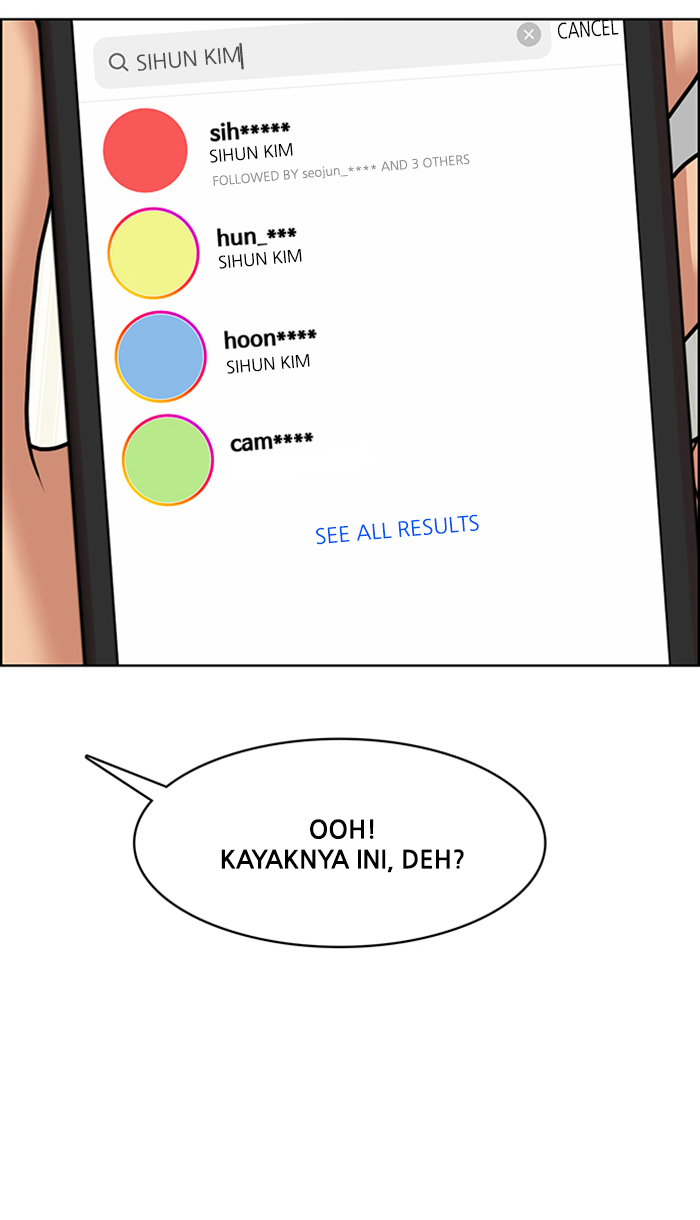 SIHUN KIM
CANCEL
sih*****
SIHUN KIM
FOLLOWED BY seojun_**** AND 3 OTHERS
hun_***
SIHUN KIM
hoon****
SIHUN KIM
cam****
SEE ALL RESULTS
OOH!
KAYAKNYA INI, DEH?